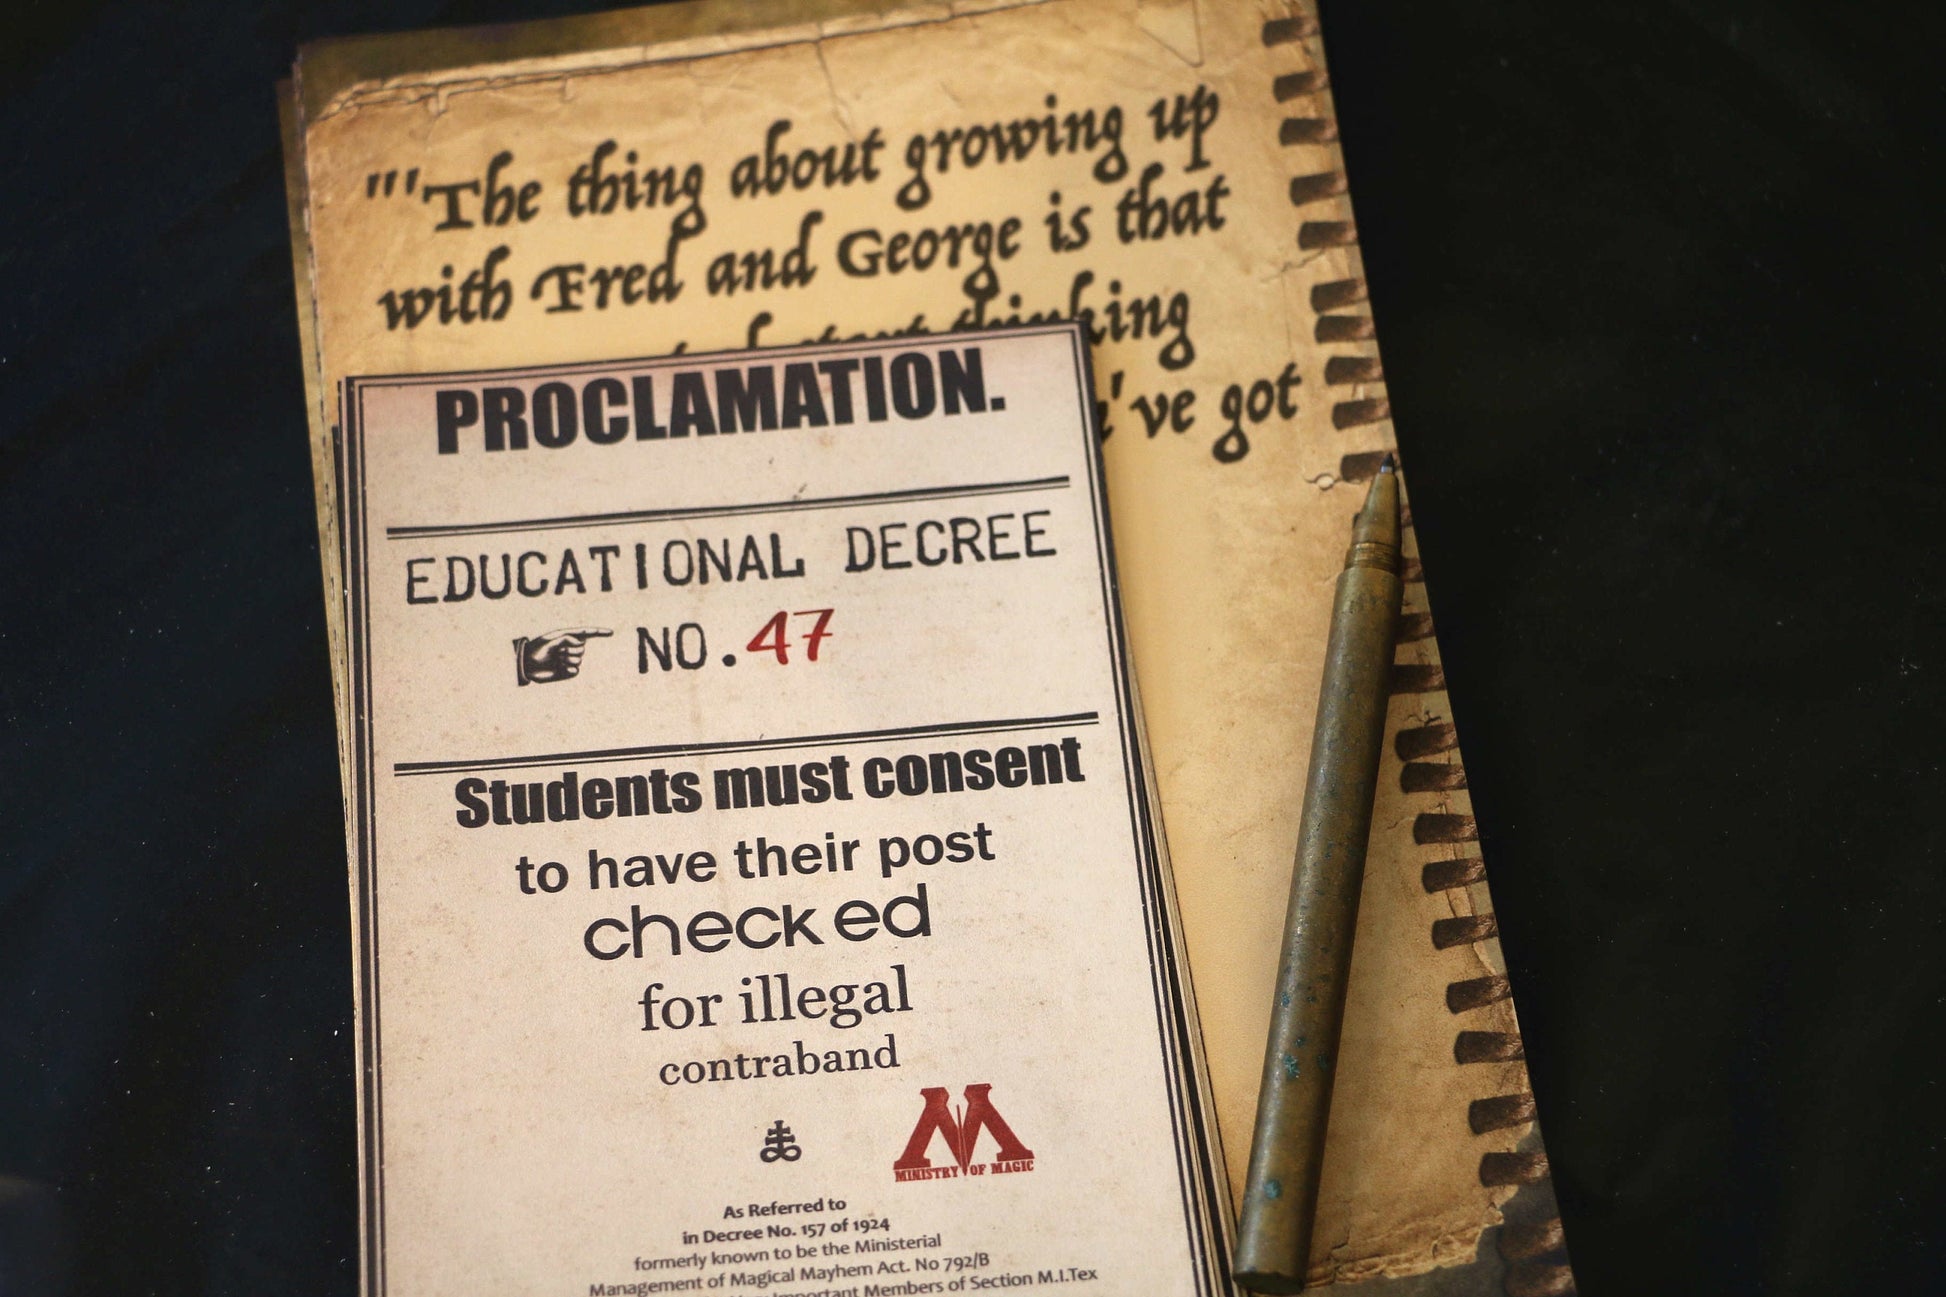 "'The thing about growing up
with Fred and George is that
start thinking
've got
PROCLAMATION.
EDUCATIONAL DECREE
NO.47
Students must consent
to have their post
checked
for illegal
contraband
MINISTRY OF MAGIC
As Referred to
in Decree No. 157 of 1924
formerly known to be the Ministerial
Management of Magical Mayhem Act. No 792/B
Important Members of Section M.I.Tex